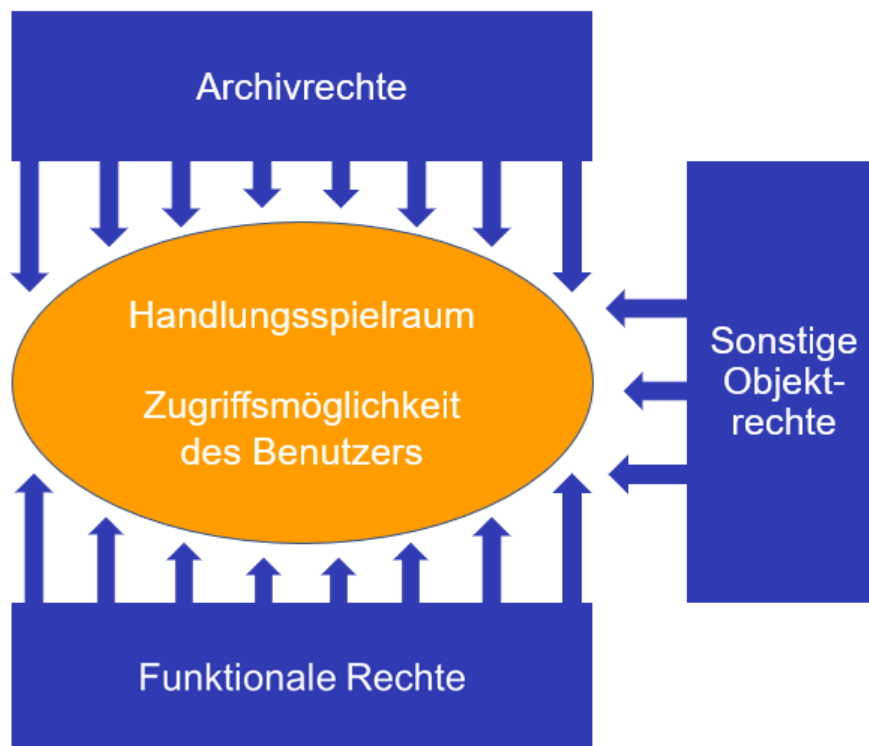 Archivrechte
Handlungsspielraum
Zugriffsmöglichkeit
des Benutzers
Sonstige
Objekt-
rechte
Funktionale Rechte